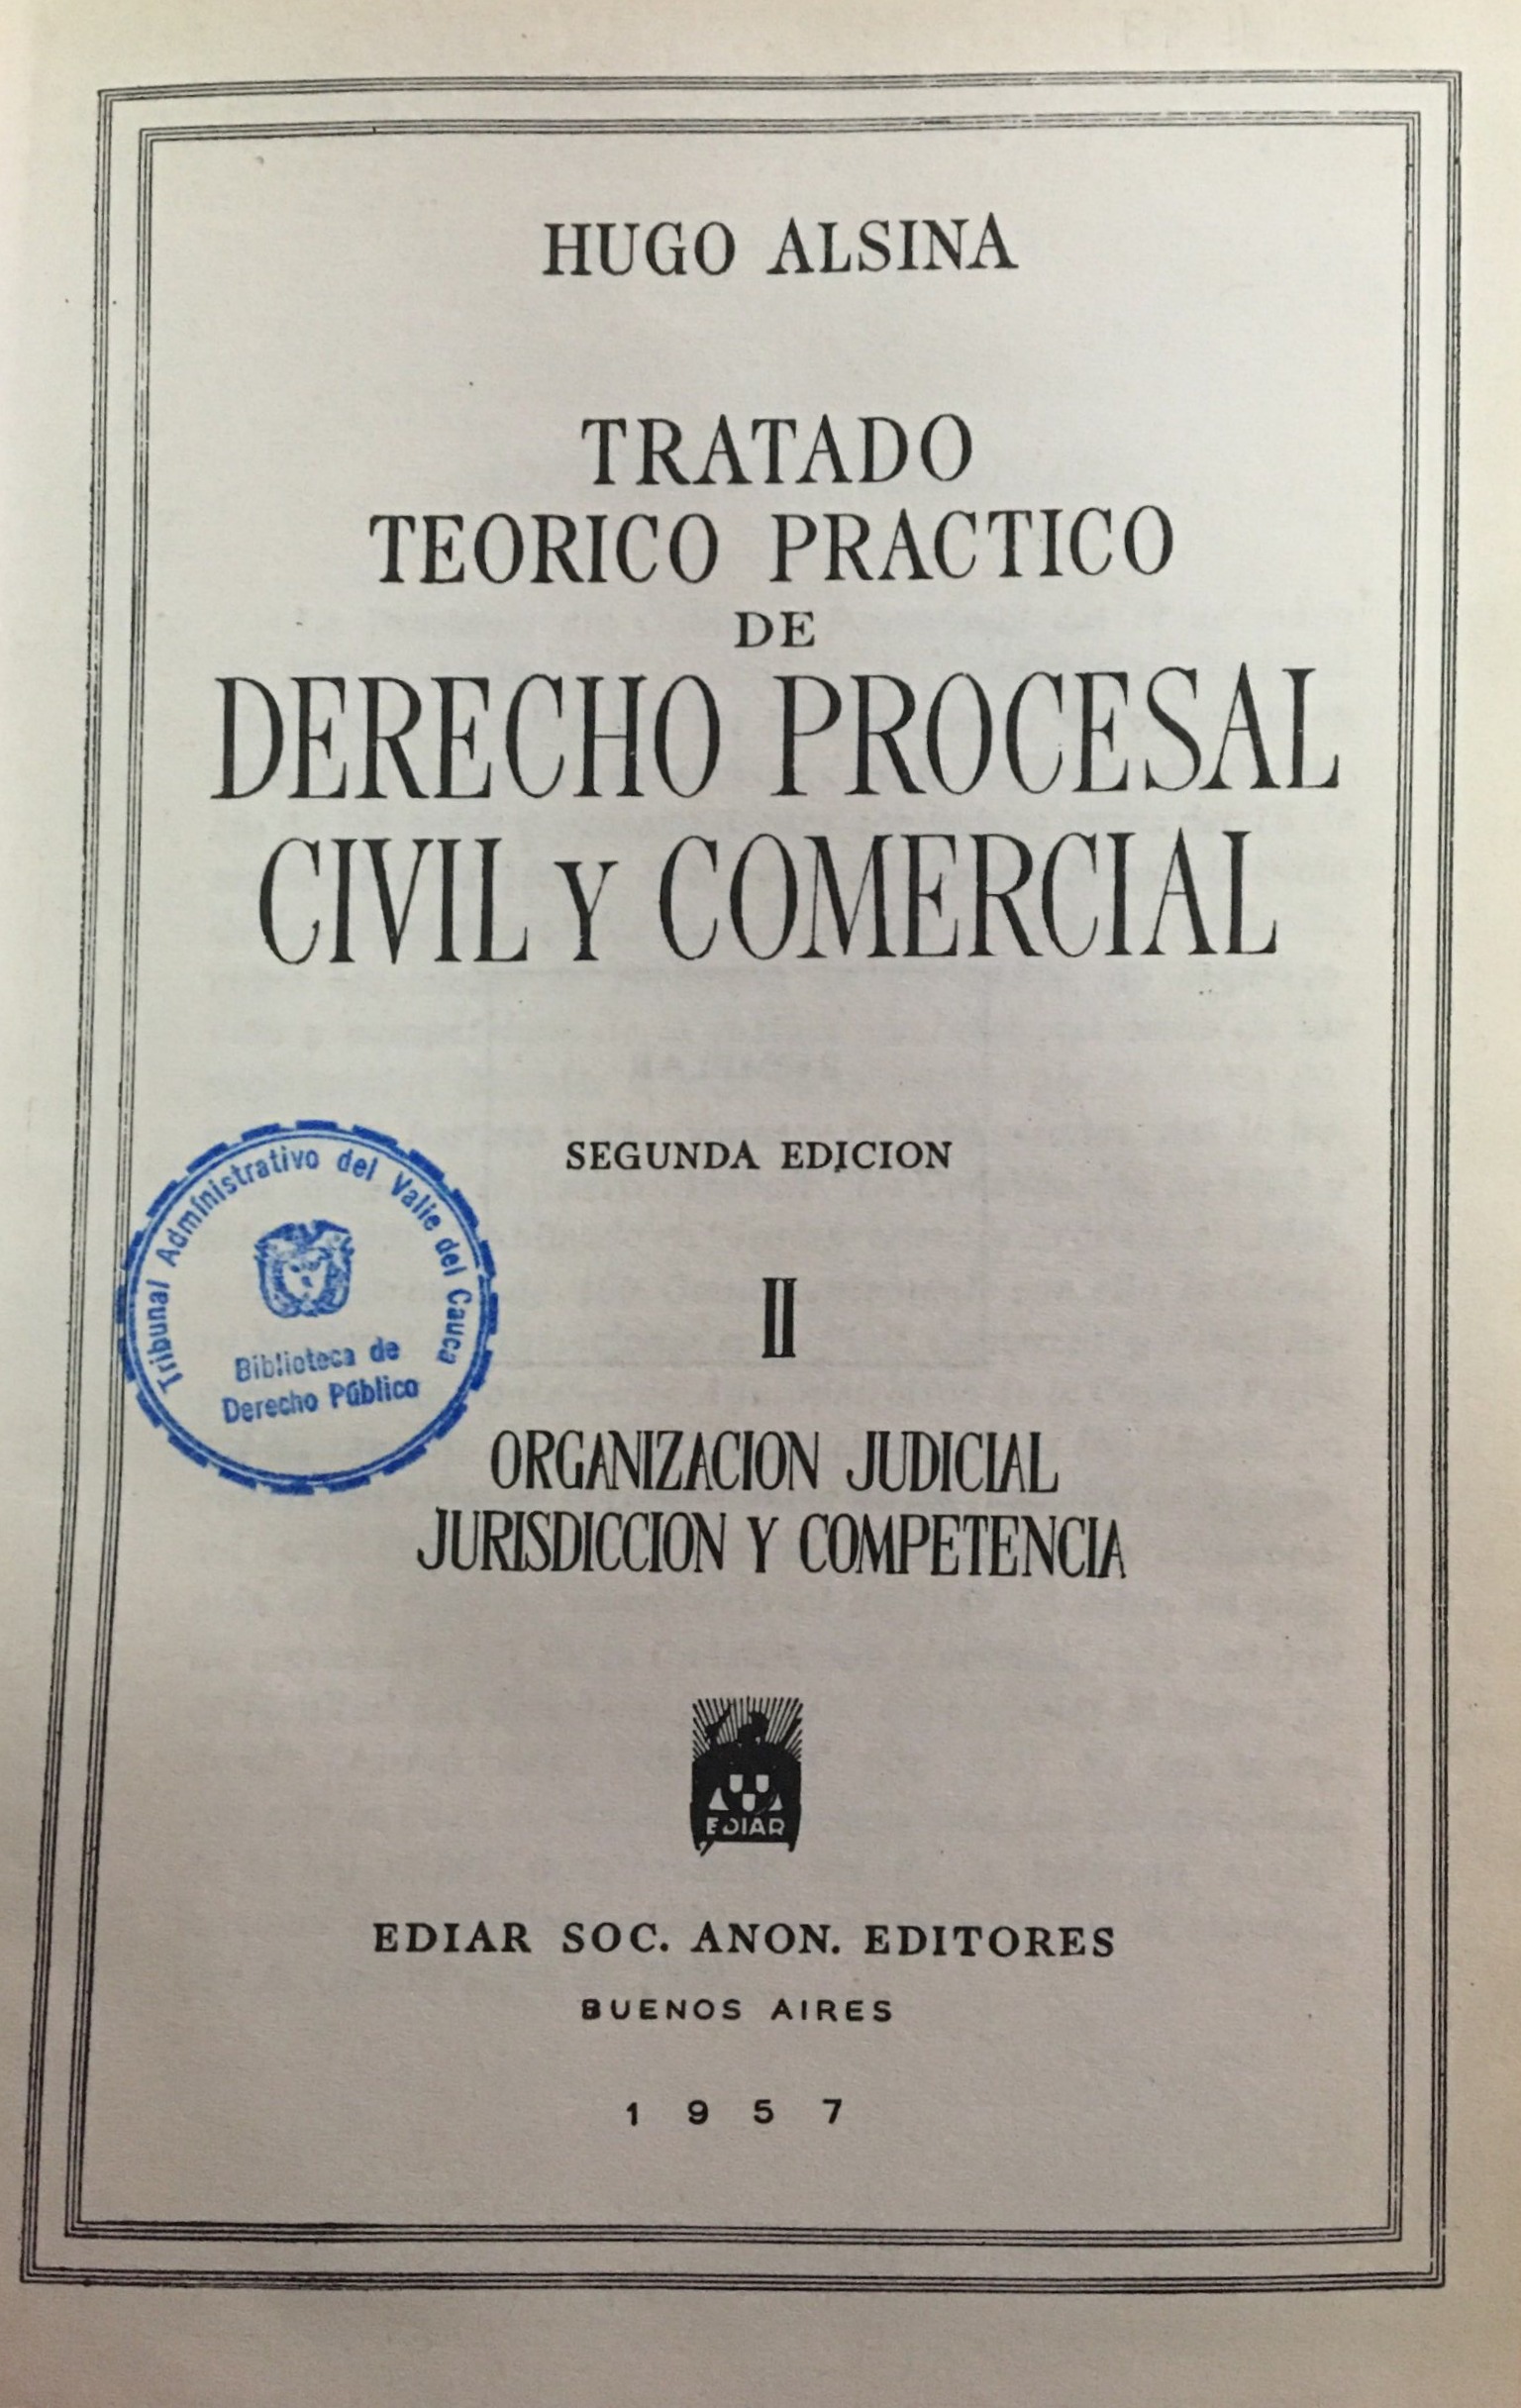 HUGO ALSINA
TRATADO
TEORICO PRACTICO
DE
DERECHO PROCESAL
CIVIL Y COMERCIAL
SEGUNDA EDICION
Tribunal Administrativo del Valle del Cauca
Biblioteca de
Derecho Público
II
ORGANIZACION JUDICIAL
JURISDICCION Y COMPETENCIA
EDIAR
EDIAR SOC. ANON. EDITORES
BUENOS AIRES
1957